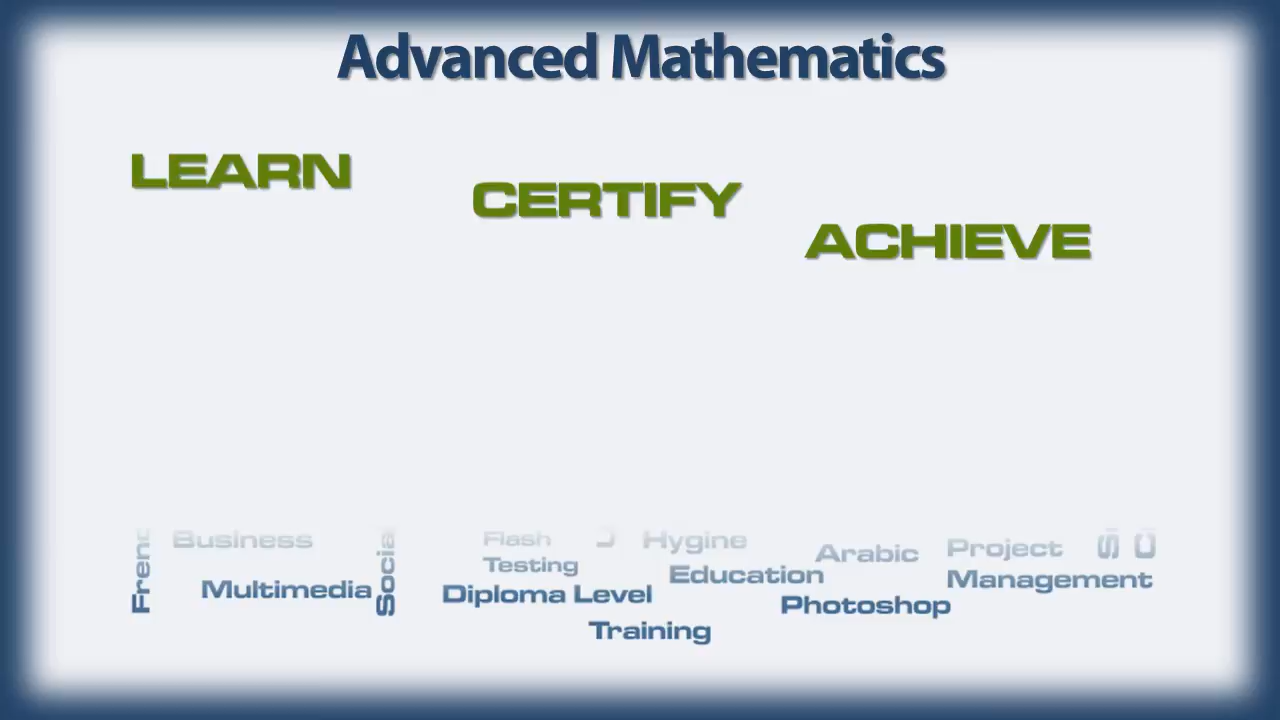 Advanced Mathematics
LEARN
CERTIFY
ACHIEVE
Business
Flash
Hygine
Arabic
Project
Testing
Education
Management
Multimedia
Diploma Level
Photoshop
Training